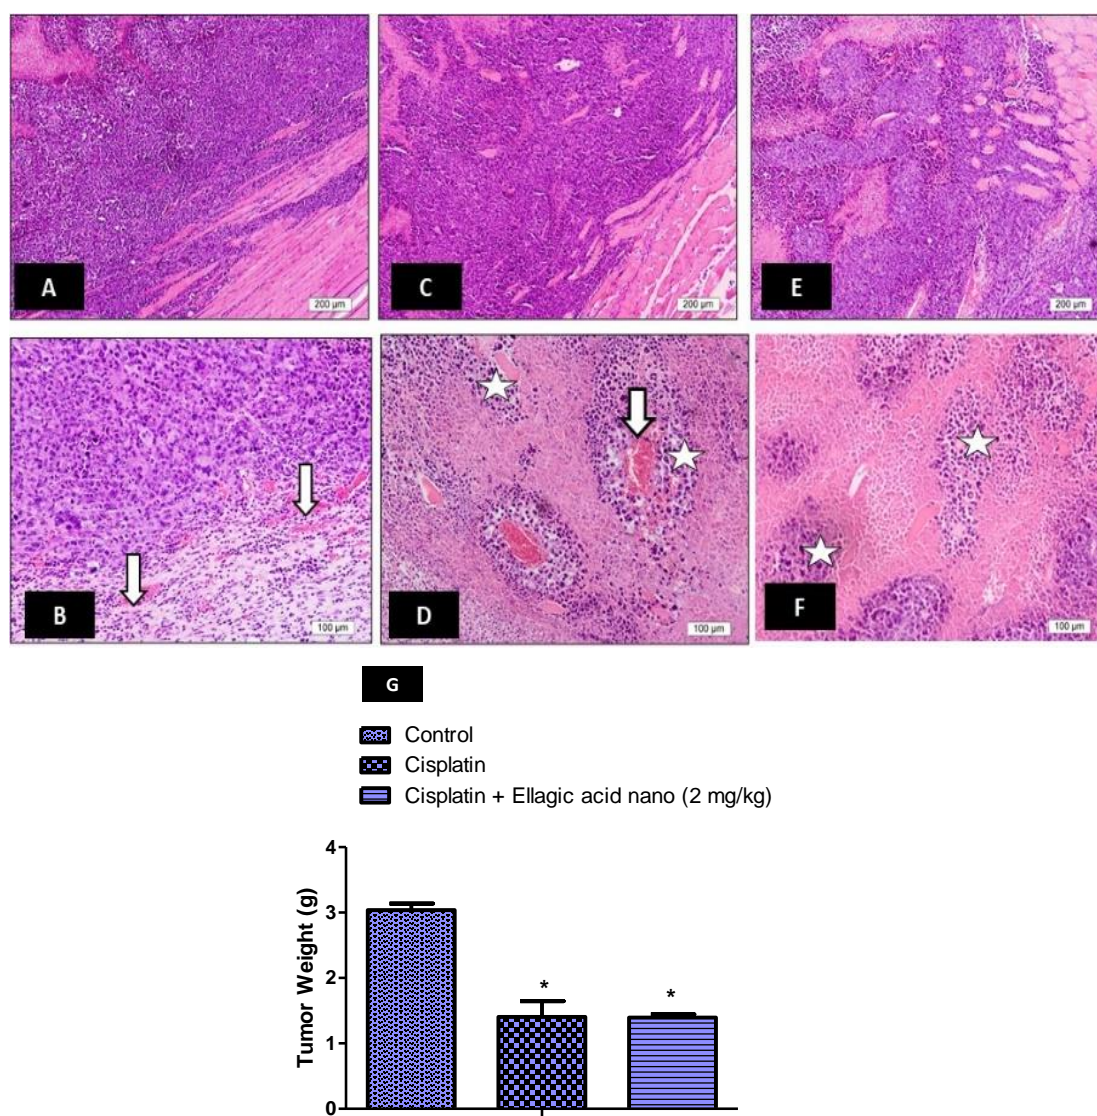 A
200 µm
C
200 µm
E
200 µm
B
100 µm
D
100 µm
F
100 µm
G
Control
Cisplatin
Cisplatin + Ellagic acid nano (2 mg/kg)
Tumor Weight (g)
4
3
2
1
0
*
*